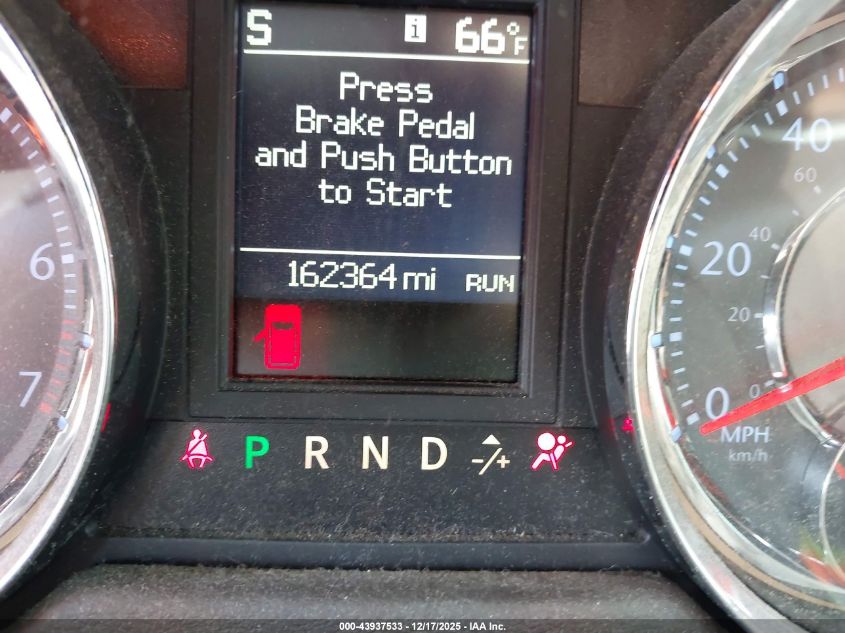 S i 66°F
Press
Brake Pedal
and Push Button
to Start
162364 mi RUN
6
7
P R N D -/+
40
60
20 40
20
0 0
MPH
km/h
000-43937533 – 12/17/2025 – IAA Inc.